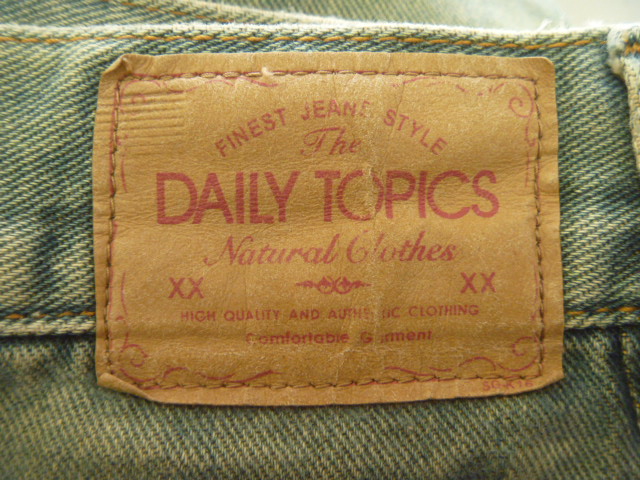 FINEST JEANS STYLE
The
DAILY TOPICS
Natural Clothes
XX XX
HIGH QUALITY AND AUTHENTIC CLOTHING
Comfortable Garment